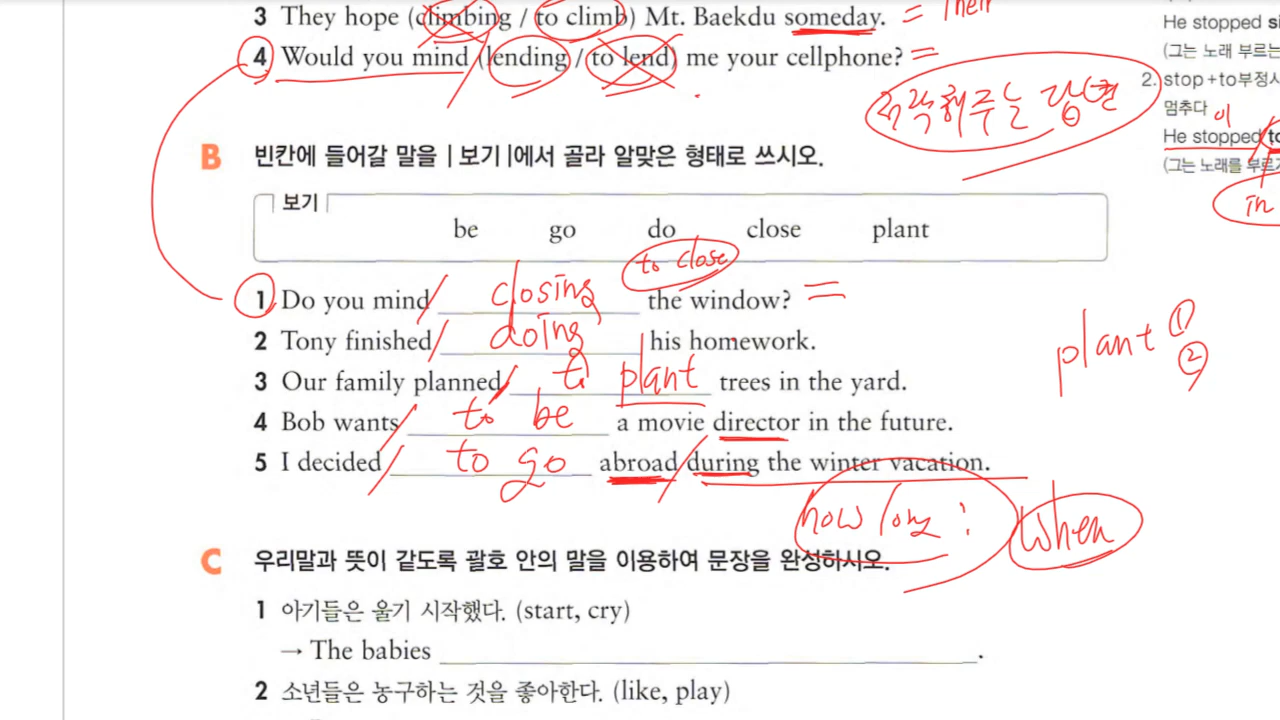 3 They hope (climbing / to climb) Mt. Baekdu someday. = Their
4 Would you mind (lending / to lend) me your cellphone? =
He stopped
(그는 노래 부르는
2. stop+to부정사
멈추다 이
He stopped to
(그는 노래를 부르기
in
B 빈칸에 들어갈 말을 |보기|에서 골라 알맞은 형태로 쓰시오.
보기
be go do close plant
to close
1 Do you mind closing the window? =
2 Tony finished doing his homework.
3 Our family planned to plant trees in the yard.
plant ① ②
4 Bob wants to be a movie director in the future.
5 I decided to go abroad during the winter vacation.
how long : when
C 우리말과 뜻이 같도록 괄호 안의 말을 이용하여 문장을 완성하시오.
1 아기들은 울기 시작했다. (start, cry)
→ The babies .
2 소년들은 농구하는 것을 좋아한다. (like, play)